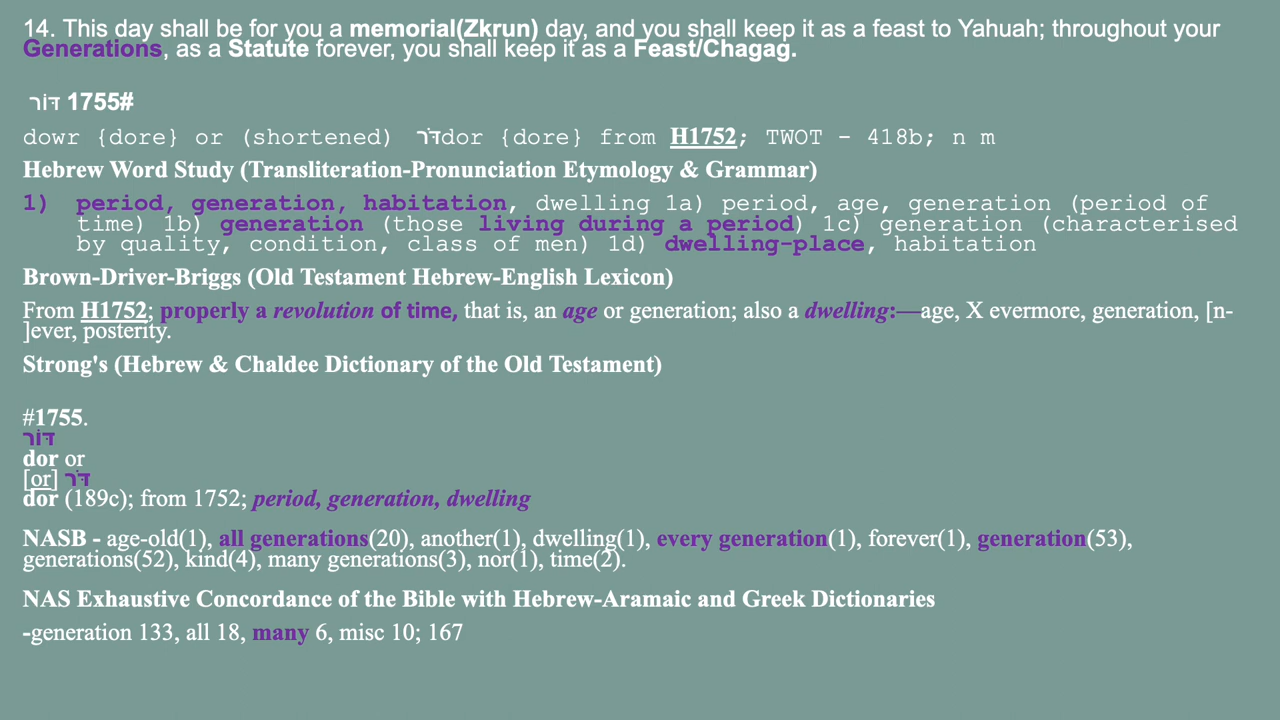 14. This day shall be for you a memorial(Zkrun) day, and you shall keep it as a feast to Yahuah; throughout your
Generations, as a Statute forever, you shall keep it as a Feast/Chagag.
דּוֹר 1755#
dowr {dore} or (shortened) דֹּרdor {dore} from H1752; TWOT - 418b; n m
Hebrew Word Study (Transliteration-Pronunciation Etymology & Grammar)
1) period, generation, habitation, dwelling 1a) period, age, generation (period of
time) 1b) generation (those living during a period) 1c) generation (characterised
by quality, condition, class of men) 1d) dwelling-place, habitation
Brown-Driver-Briggs (Old Testament Hebrew-English Lexicon)
From H1752; properly a revolution of time, that is, an age or generation; also a dwelling:—age, X evermore, generation, [n-
]ever, posterity.
Strong's (Hebrew & Chaldee Dictionary of the Old Testament)
#1755.
דּוֹר
dor or
[or] דֹּר
dor (189c); from 1752; period, generation, dwelling
NASB - age-old(1), all generations(20), another(1), dwelling(1), every generation(1), forever(1), generation(53),
generations(52), kind(4), many generations(3), nor(1), time(2).
NAS Exhaustive Concordance of the Bible with Hebrew-Aramaic and Greek Dictionaries
-generation 133, all 18, many 6, misc 10; 167